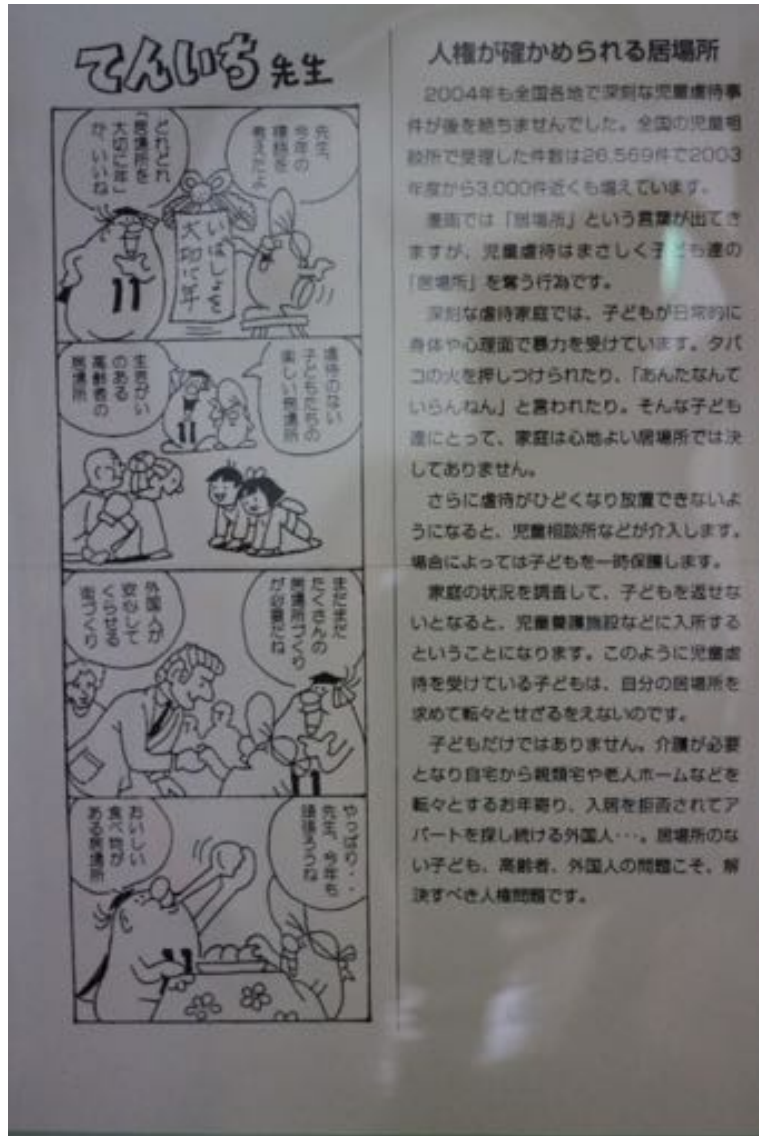 てんいち先生
先生、
今年の
標語を
考えたよ
どれどれ
「居場所を
大切に年」
か、いいね
いばしょを
大切に年
虐待のない
子どもたちの
楽しい居場所
生きがい
のある
高齢者の
居場所
まだまだ
たくさんの
居場所づくり
が必要だね
外国人が
安心して
くらせる
街づくり
やっぱり・・
先生、今年も
頑張ろうね
おいしい
食べ物が
ある居場所
人権が確かめられる居場所
2004年も全国各地で深刻な児童虐待事
件が後を絶ちませんでした。全国の児童相
談所で受理した件数は26,569件で2003
年度から3,000件近くも増えています。
漫画では「居場所」という言葉が出てき
ますが、児童虐待はまさしく子ども達の
「居場所」を奪う行為です。
深刻な虐待家庭では、子どもが日常的に
身体や心理面で暴力を受けています。タバ
コの火を押しつけられたり、「あんたなんて
いらんねん」と言われたり。そんな子ども
達にとって、家庭は心地よい居場所では決
してありません。
さらに虐待がひどくなり放置できないよ
うになると、児童相談所などが介入します。
場合によっては子どもを一時保護します。
家庭の状況を調査して、子どもを返せな
いとなると、児童養護施設などに入所する
ということになります。このように児童虐
待を受けている子どもは、自分の居場所を
求めて転々とせざるをえないのです。
子どもだけではありません。介護が必要
となり自宅から親類宅や老人ホームなどを
転々とするお年寄り、入居を拒否されてア
パートを探し続ける外国人･･･。居場所のな
い子ども、高齢者、外国人の問題こそ、解
決すべき人権問題です。